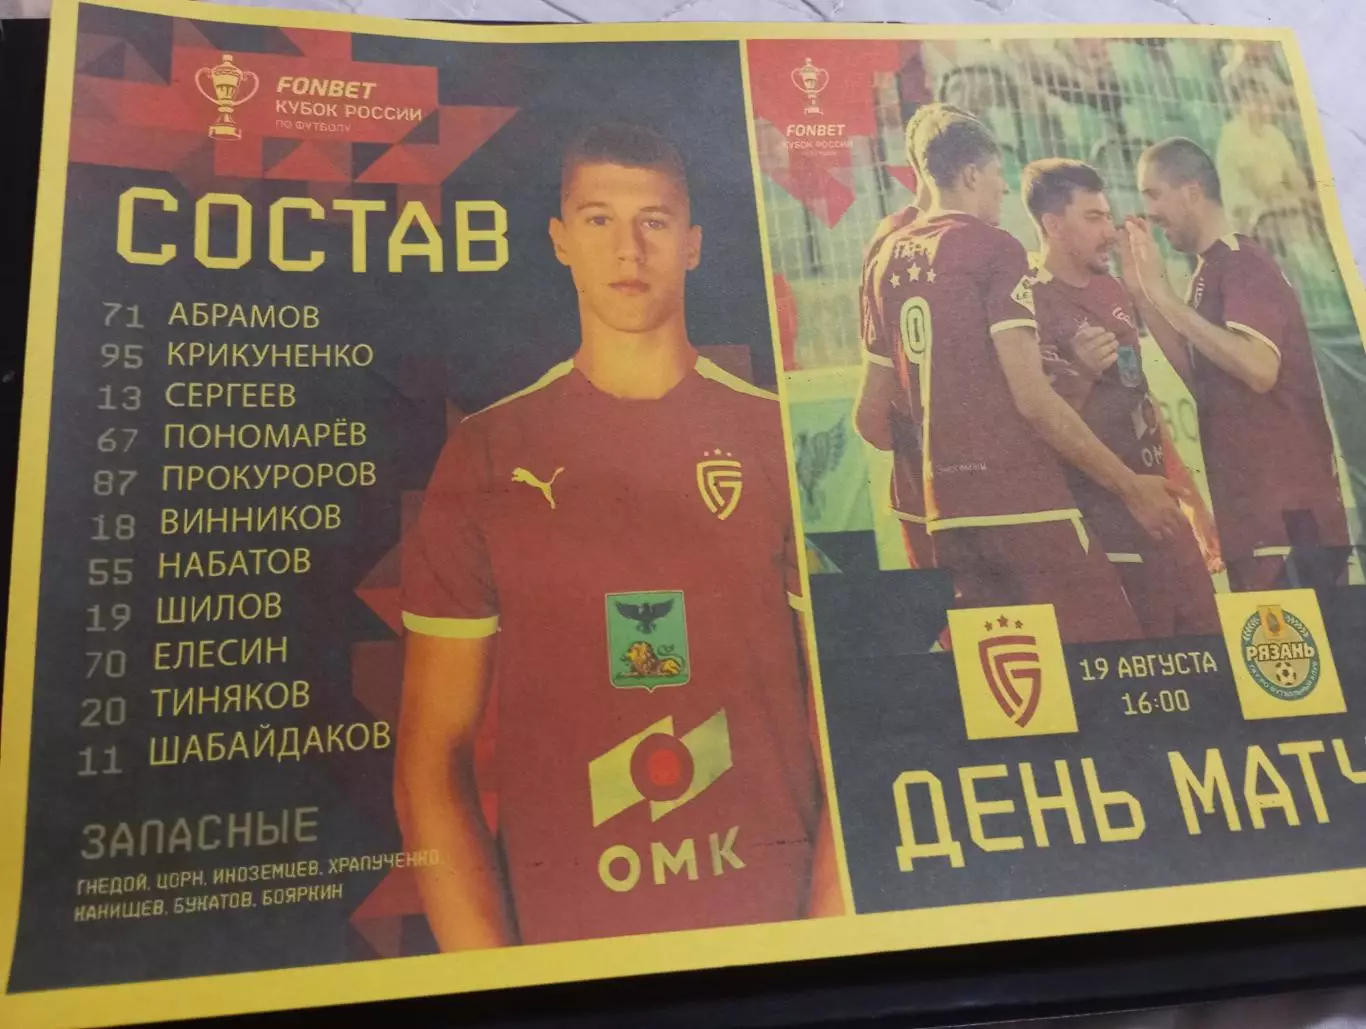 FONBET
КУБОК РОССИИ
ПО ФУТБОЛУ
СОСТАВ
71 АБРАМОВ
95 КРИКУНЕНКО
13 СЕРГЕЕВ
67 ПОНОМАРЁВ
87 ПРОКУРОРОВ
18 ВИННИКОВ
55 НАБАТОВ
19 ШИЛОВ
70 ЕЛЕСИН
20 ТИНЯКОВ
11 ШАБАЙДАКОВ
ЗАПАСНЫЕ
ГНЕДОЙ, ЦОРН, ИНОЗЕМЦЕВ, ХРАПУЧЕНКО,
КАНИЩЕВ, БУКАТОВ, БОЯРКИН
ОМК
FONBET
КУБОК РОССИИ
9
ОМК
РЯЗАНЬ
19 АВГУСТА
16:00
ДЕНЬ МАТЧ